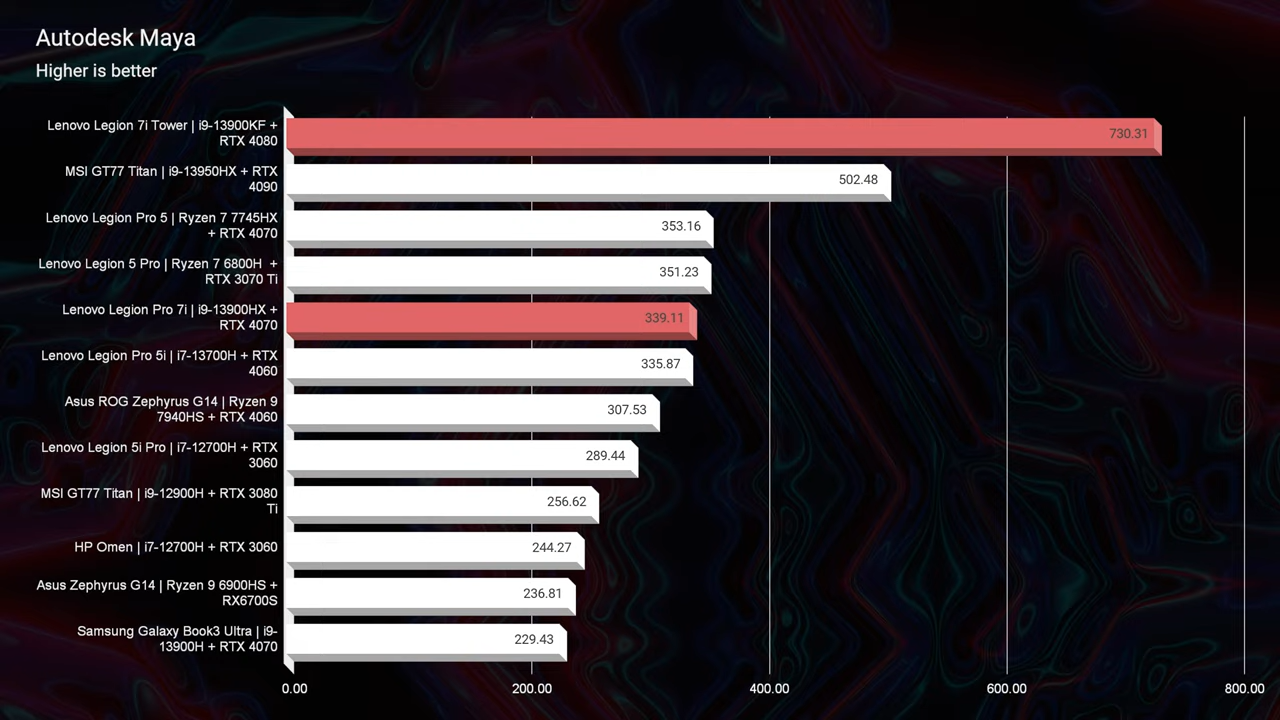 Autodesk Maya
Higher is better
Lenovo Legion 7i Tower | i9-13900KF +
RTX 4080
730.31
MSI GT77 Titan | i9-13950HX + RTX
4090
502.48
Lenovo Legion Pro 5 | Ryzen 7 7745HX
+ RTX 4070
353.16
Lenovo Legion 5 Pro | Ryzen 7 6800H +
RTX 3070 Ti
351.23
Lenovo Legion Pro 7i | i9-13900HX +
RTX 4070
339.11
Lenovo Legion Pro 5i | i7-13700H + RTX
4060
335.87
Asus ROG Zephyrus G14 | Ryzen 9
7940HS + RTX 4060
307.53
Lenovo Legion 5i Pro | i7-12700H + RTX
3060
289.44
MSI GT77 Titan | i9-12900H + RTX 3080
Ti
256.62
HP Omen | i7-12700H + RTX 3060
244.27
Asus Zephyrus G14 | Ryzen 9 6900HS +
RX6700S
236.81
Samsung Galaxy Book3 Ultra | i9-
13900H + RTX 4070
229.43
0.00 200.00 400.00 600.00 800.00